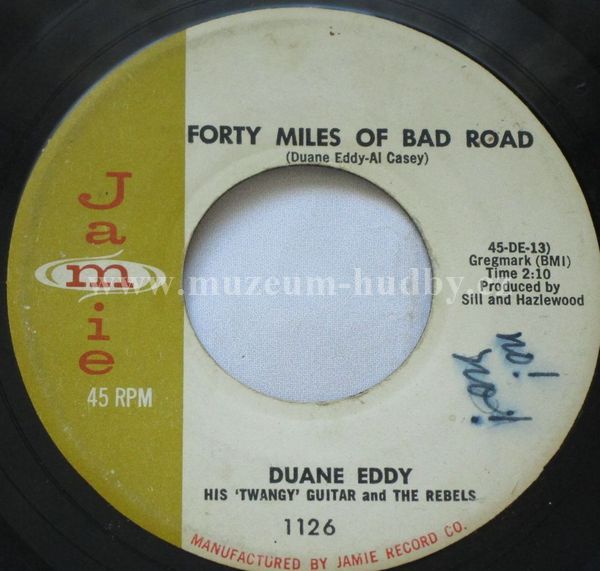 FORTY MILES OF BAD ROAD
(Duane Eddy-Al Casey)
Jamie
45-DE-13)
Gregmark (BMI)
Time 2:10
Produced by
Sill and Hazlewood
www.muzeum-hudby.cz
no!
no!
45 RPM
DUANE EDDY
HIS 'TWANGY' GUITAR and THE REBELS
1126
MANUFACTURED BY JAMIE RECORD CO.